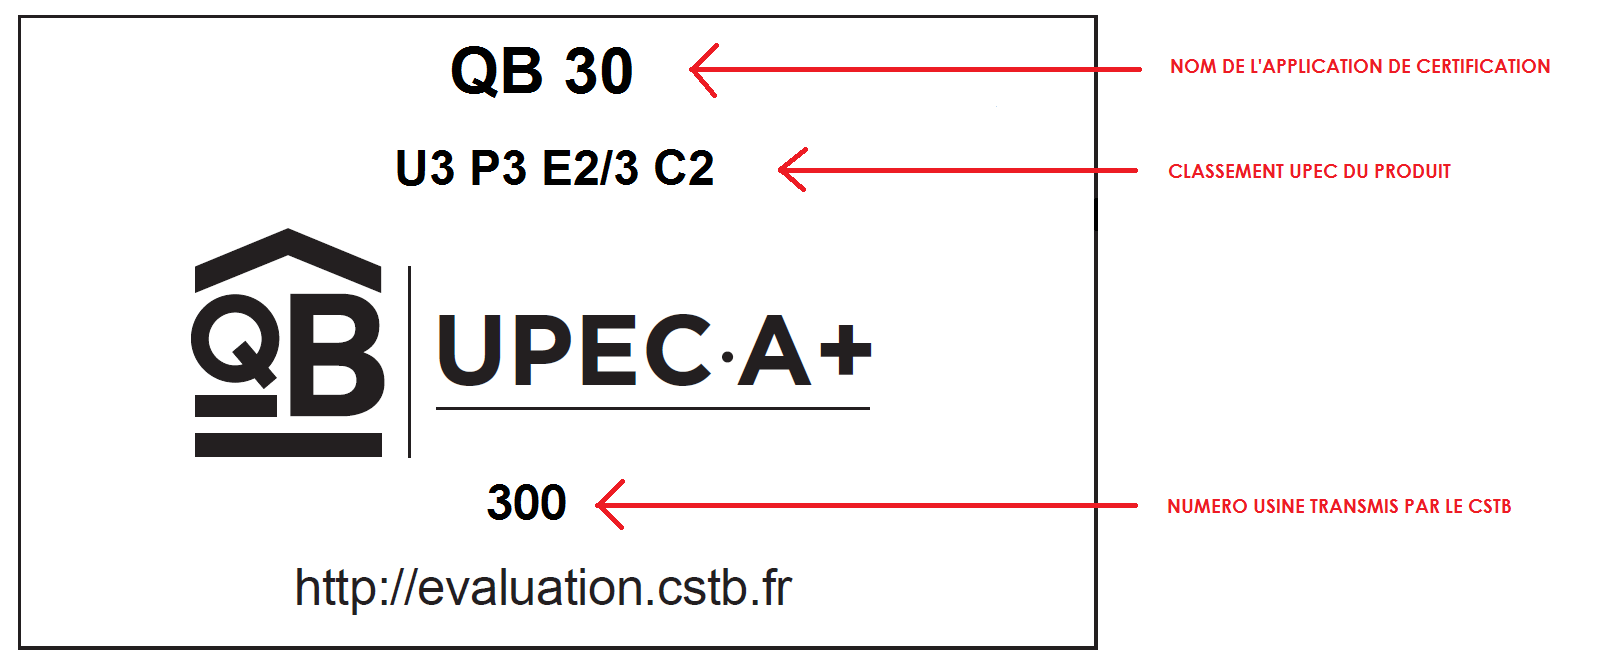 QB 30
NOM DE L'APPLICATION DE CERTIFICATION
U3 P3 E2/3 C2
CLASSEMENT UPEC DU PRODUIT
QB
UPEC·A+
300
NUMERO USINE TRANSMIS PAR LE CSTB
http://evaluation.cstb.fr